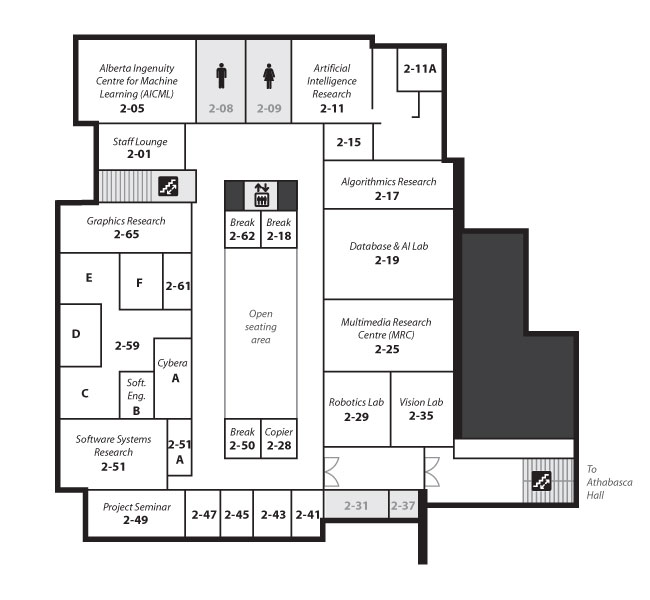 Alberta Ingenuity
Centre for Machine
Learning (AICML)
2-05
2-08
2-09
Artificial
Intelligence
Research
2-11
2-11A
Staff Lounge
2-01
2-15
Algorithmics Research
2-17
Graphics Research
2-65
Break
2-62
Break
2-18
Database & AI Lab
2-19
E
F
2-61
D
2-59
Open
seating
area
Multimedia Research
Centre (MRC)
2-25
Cybera
A
C
Soft.
Eng.
B
Robotics Lab
2-29
Vision Lab
2-35
Software Systems
Research
2-51
2-51
A
Break
2-50
Copier
2-28
To
Athabasca
Hall
Project Seminar
2-49
2-47
2-45
2-43
2-41
2-31
2-37